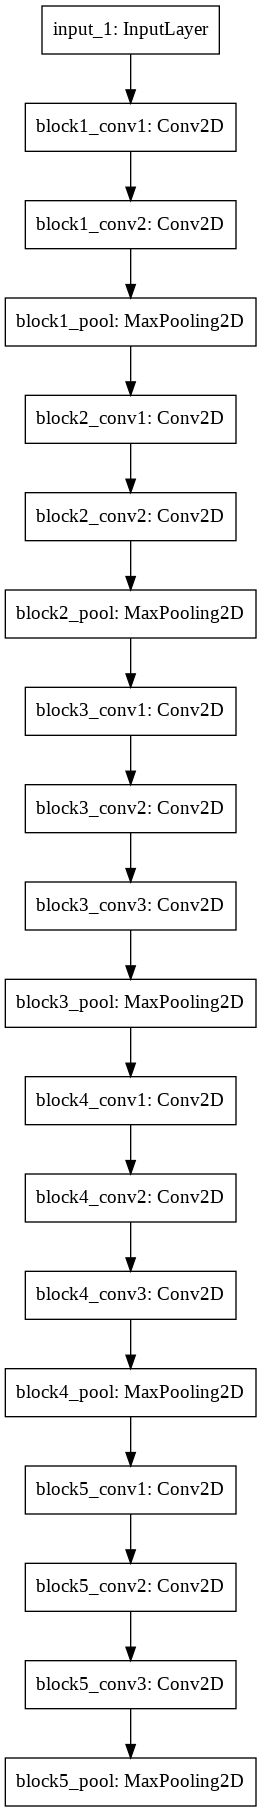 input_1: InputLayer
block1_conv1: Conv2D
block1_conv2: Conv2D
block1_pool: MaxPooling2D
block2_conv1: Conv2D
block2_conv2: Conv2D
block2_pool: MaxPooling2D
block3_conv1: Conv2D
block3_conv2: Conv2D
block3_conv3: Conv2D
block3_pool: MaxPooling2D
block4_conv1: Conv2D
block4_conv2: Conv2D
block4_conv3: Conv2D
block4_pool: MaxPooling2D
block5_conv1: Conv2D
block5_conv2: Conv2D
block5_conv3: Conv2D
block5_pool: MaxPooling2D